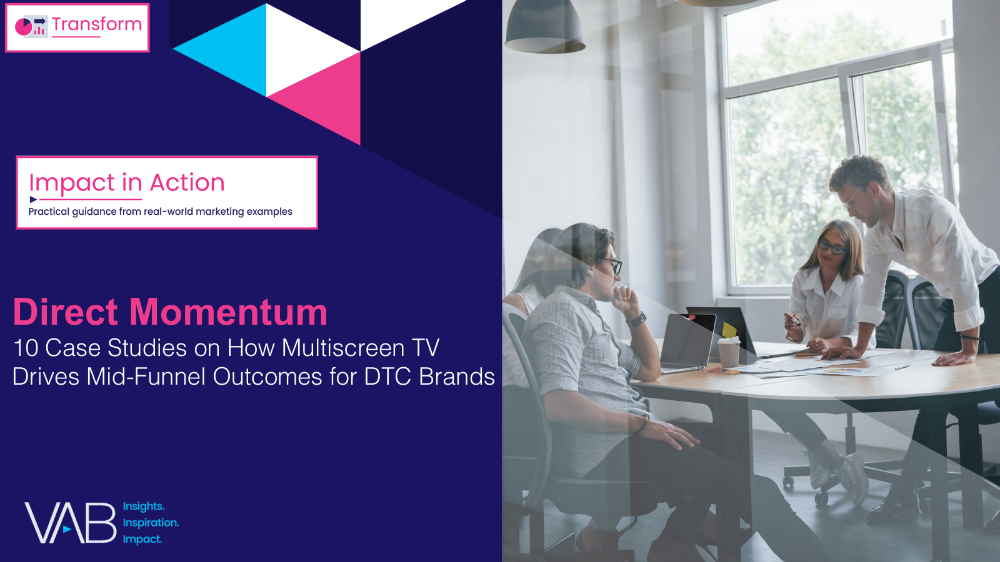 Transform
Impact in Action
Practical guidance from real-world marketing examples
Direct Momentum
10 Case Studies on How Multiscreen TV
Drives Mid-Funnel Outcomes for DTC Brands
VAB
Insights.
Inspiration.
Impact.